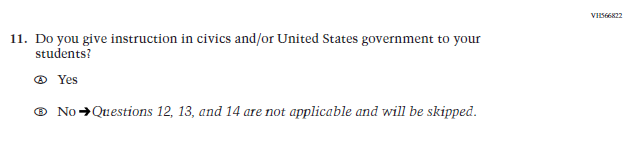 VH566822
11. Do you give instruction in civics and/or United States government to your
students?
Ⓐ Yes
Ⓑ No ➔ Questions 12, 13, and 14 are not applicable and will be skipped.